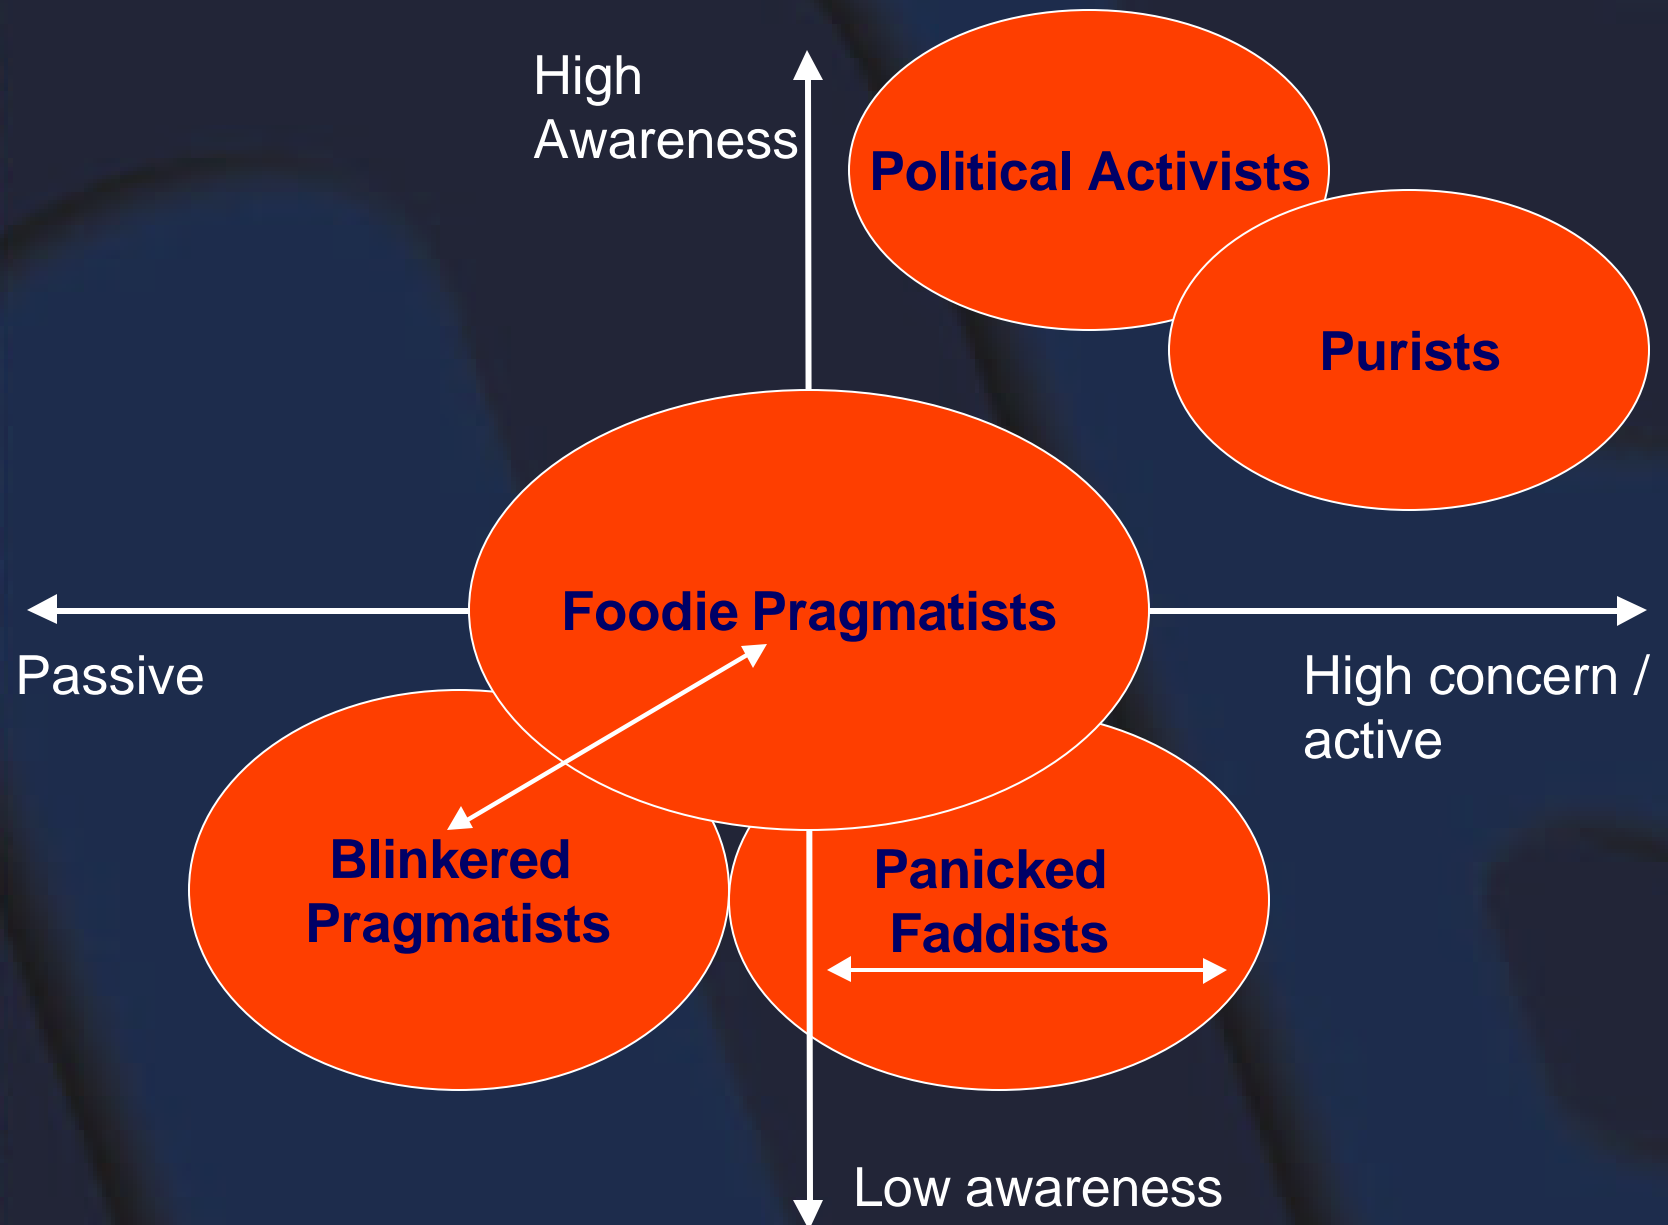 High
Awareness
Political Activists
Purists
Foodie Pragmatists
Passive
High concern /
active
Blinkered
Pragmatists
Panicked
Faddists
Low awareness